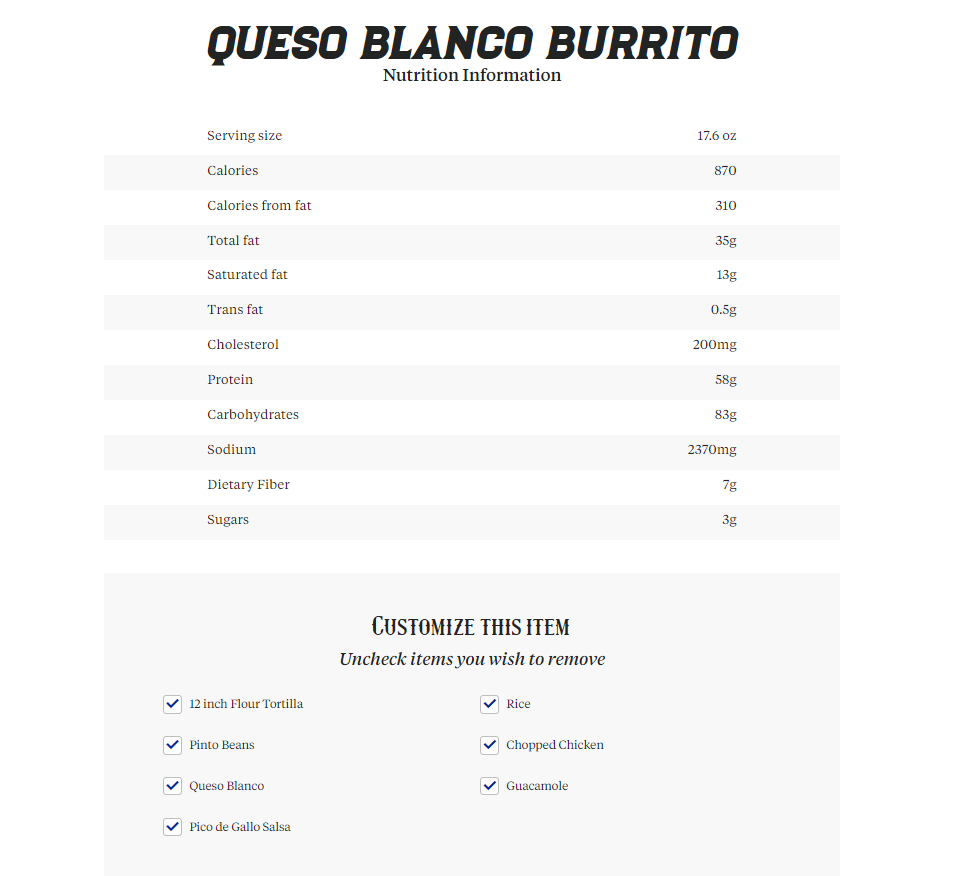 QUESO BLANCO BURRITO
Nutrition Information
Serving size 17.6 oz
Calories 870
Calories from fat 310
Total fat 35g
Saturated fat 13g
Trans fat 0.5g
Cholesterol 200mg
Protein 58g
Carbohydrates 83g
Sodium 2370mg
Dietary Fiber 7g
Sugars 3g
CUSTOMIZE THIS ITEM
Uncheck items you wish to remove
12 inch Flour Tortilla Rice
Pinto Beans Chopped Chicken
Queso Blanco Guacamole
Pico de Gallo Salsa